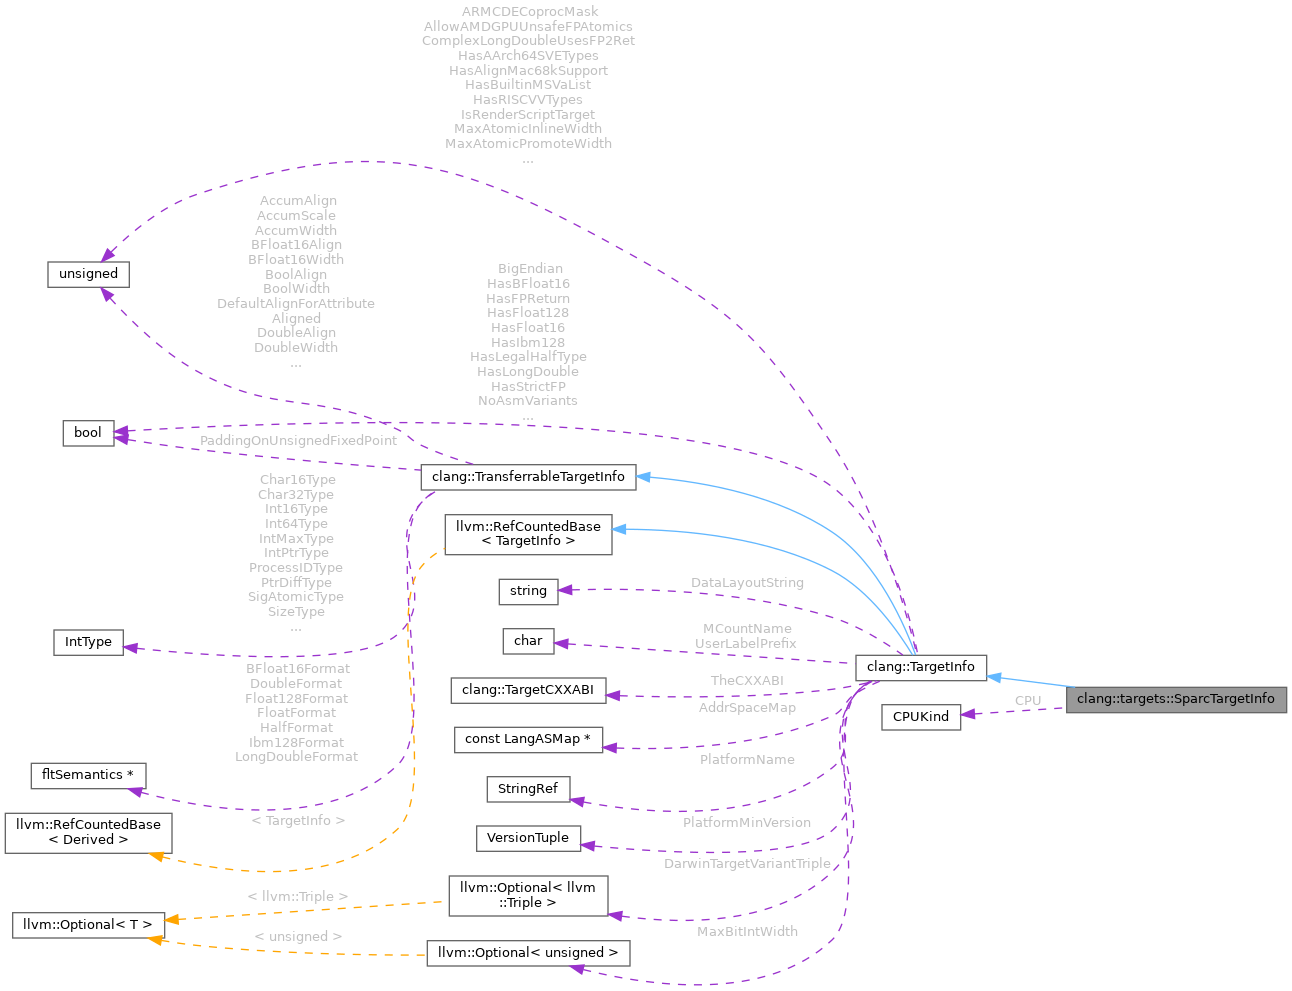 ARMCDECoprocMask
AllowAMDGPUUnsafeFPAtomics
ComplexLongDoubleUsesFP2Ret
HasAArch64SVETypes
HasAlignMac68kSupport
HasBuiltinMSVaList
HasRISCVVTypes
IsRenderScriptTarget
MaxAtomicInlineWidth
MaxAtomicPromoteWidth
...
AccumAlign
AccumScale
AccumWidth
BFloat16Align
BFloat16Width
BoolAlign
BoolWidth
DefaultAlignForAttribute
Aligned
DoubleAlign
DoubleWidth
...
unsigned
BigEndian
HasBFloat16
HasFPReturn
HasFloat128
HasFloat16
HasIbm128
HasLegalHalfType
HasLongDouble
HasStrictFP
NoAsmVariants
...
bool
PaddingOnUnsignedFixedPoint
clang::TransferrableTargetInfo
Char16Type
Char32Type
Int16Type
Int64Type
IntMaxType
IntPtrType
ProcessIDType
PtrDiffType
SigAtomicType
SizeType
...
llvm::RefCountedBase
< TargetInfo >
string
DataLayoutString
IntType
char
MCountName
UserLabelPrefix
clang::TargetInfo
BFloat16Format
DoubleFormat
Float128Format
FloatFormat
HalfFormat
Ibm128Format
LongDoubleFormat
clang::TargetCXXABI
TheCXXABI
CPU
clang::targets::SparcTargetInfo
AddrSpaceMap
CPUKind
const LangASMap *
fltSemantics *
PlatformName
StringRef
llvm::RefCountedBase
< Derived >
< TargetInfo >
PlatformMinVersion
VersionTuple
DarwinTargetVariantTriple
llvm::Optional< llvm
::Triple >
< llvm::Triple >
llvm::Optional< T >
< unsigned >
MaxBitIntWidth
llvm::Optional< unsigned >